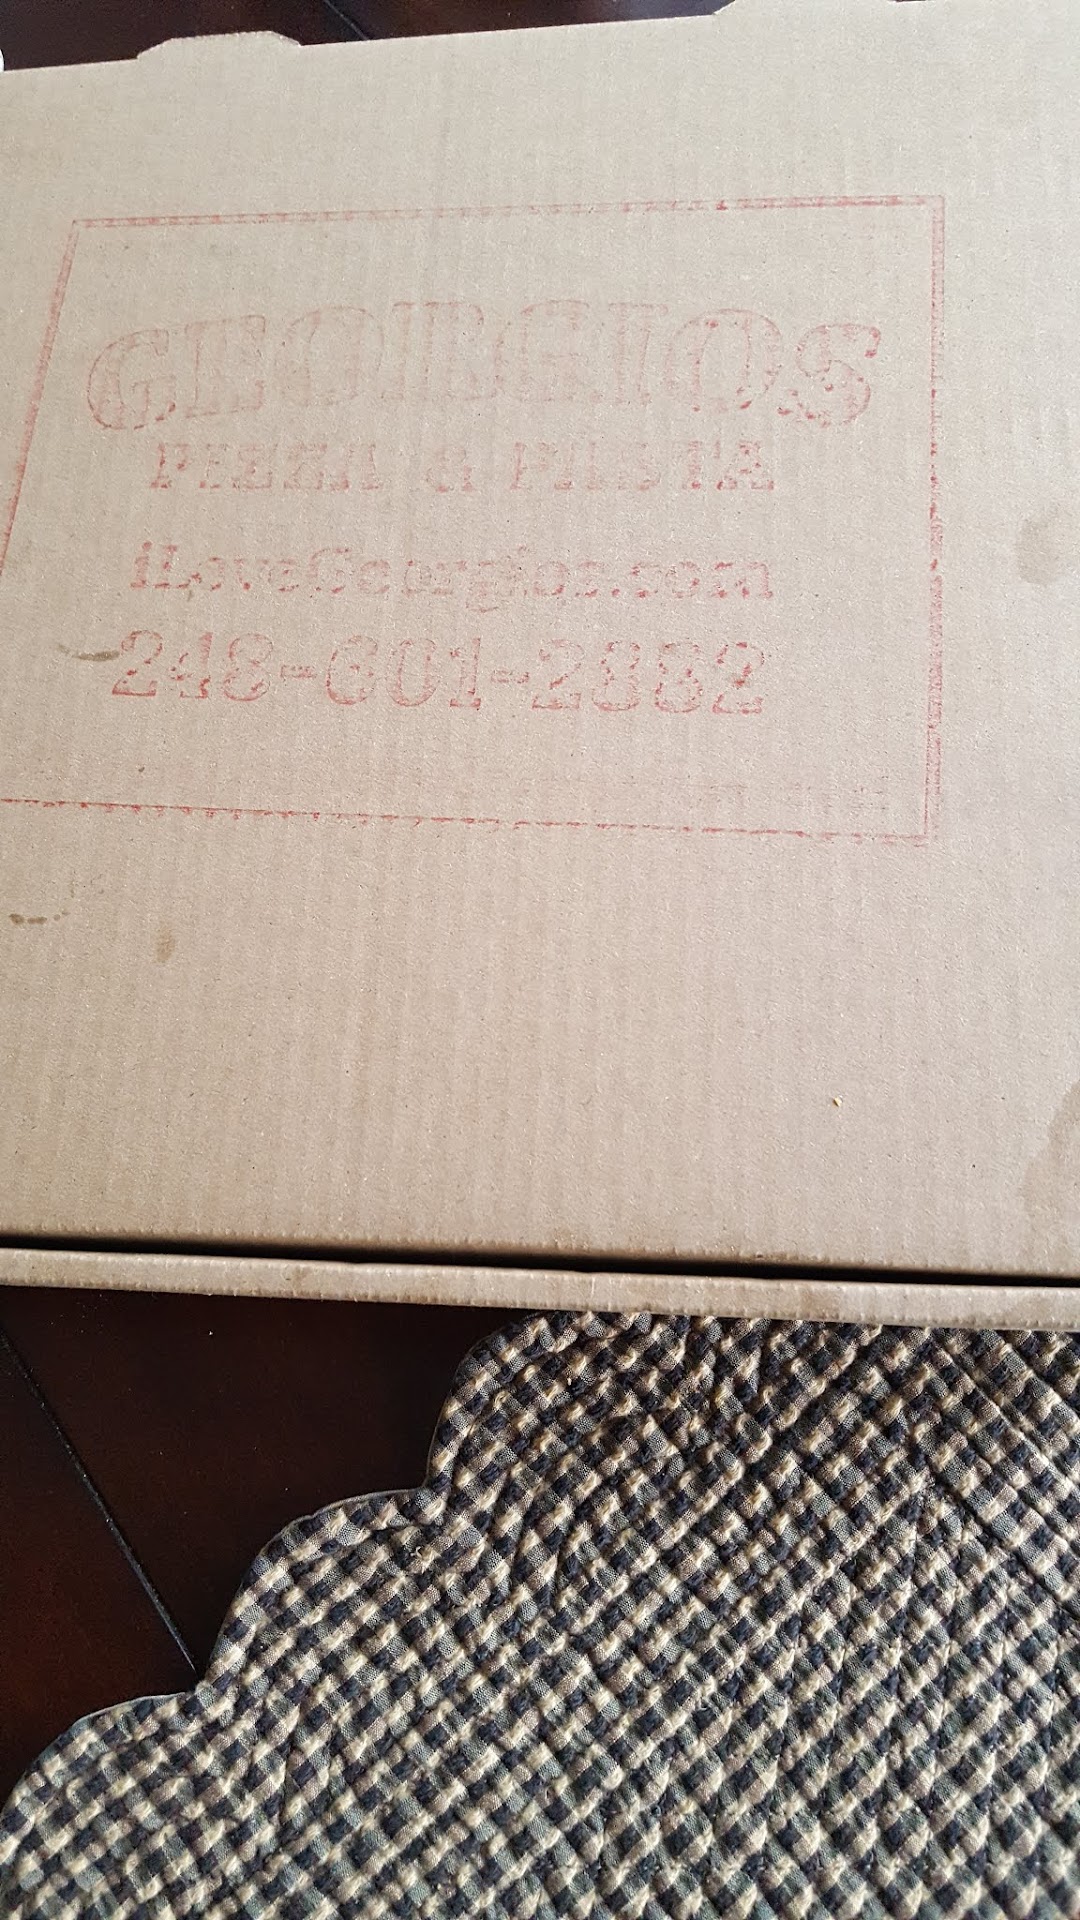 GEORGIOS
PIZZA & PASTA
iLoveGeorgios.com
248-601-2882